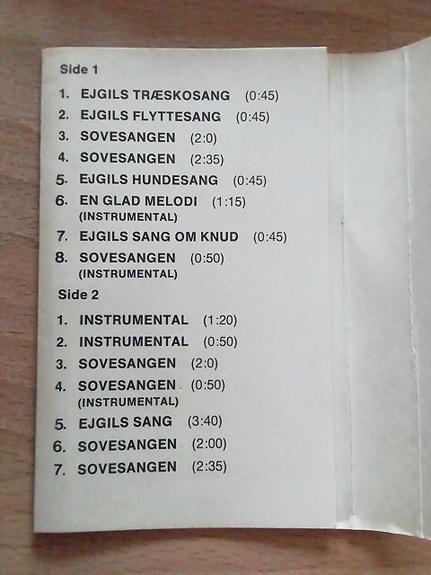 Side 1
1. EJGILS TRÆSKOSANG (0:45)
2. EJGILS FLYTTESANG (0:45)
3. SOVESANGEN (2:0)
4. SOVESANGEN (2:35)
5. EJGILS HUNDESANG (0:45)
6. EN GLAD MELODI (1:15)
(INSTRUMENTAL)
7. EJGILS SANG OM KNUD (0:45)
8. SOVESANGEN (0:50)
(INSTRUMENTAL)
Side 2
1. INSTRUMENTAL (1:20)
2. INSTRUMENTAL (0:50)
3. SOVESANGEN (2:0)
4. SOVESANGEN (0:50)
(INSTRUMENTAL)
5. EJGILS SANG (3:40)
6. SOVESANGEN (2:00)
7. SOVESANGEN (2:35)